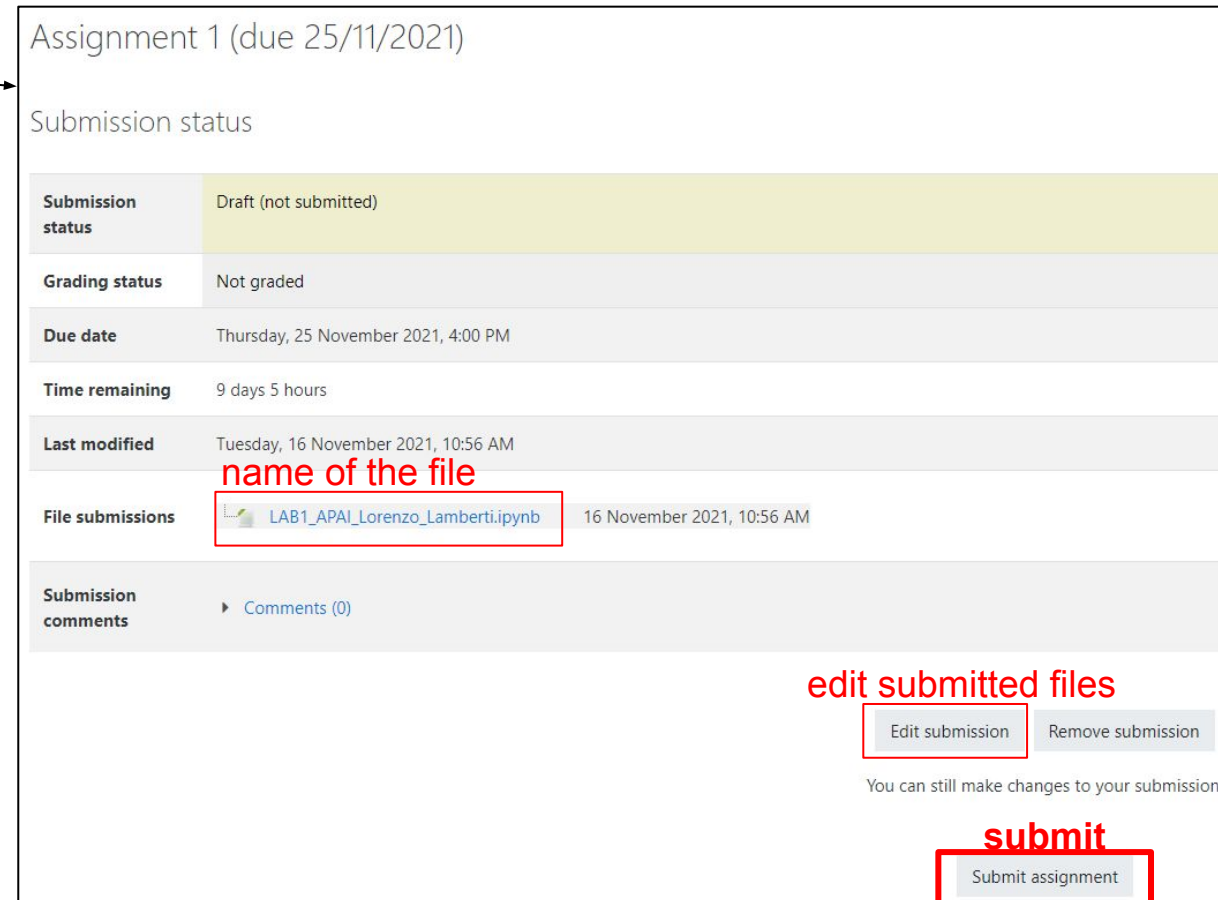 Assignment 1 (due 25/11/2021)
Submission status
Submission
status
Draft (not submitted)
Grading status
Not graded
Due date
Thursday, 25 November 2021, 4:00 PM
Time remaining
9 days 5 hours
Last modified
Tuesday, 16 November 2021, 10:56 AM
name of the file
File submissions
LAB1_APAI_Lorenzo_Lamberti.ipynb
16 November 2021, 10:56 AM
Submission
comments
Comments (0)
edit submitted files
Edit submission
Remove submission
You can still make changes to your submission
submit
Submit assignment